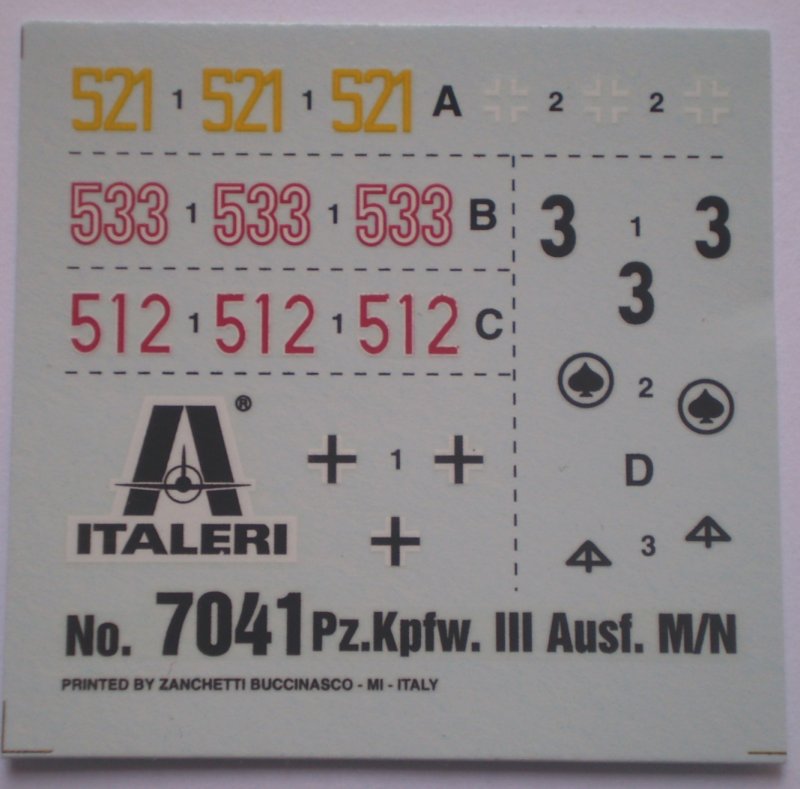 521 1 521 1 521 A 2 2
533 1 533 1 533 B
3 1 3
3
512 1 512 1 512 C
2
®
1
D
ITALERI
3
No. 7041 Pz.Kpfw. III Ausf. M/N
PRINTED BY ZANCHETTI BUCCINASCO - MI - ITALY